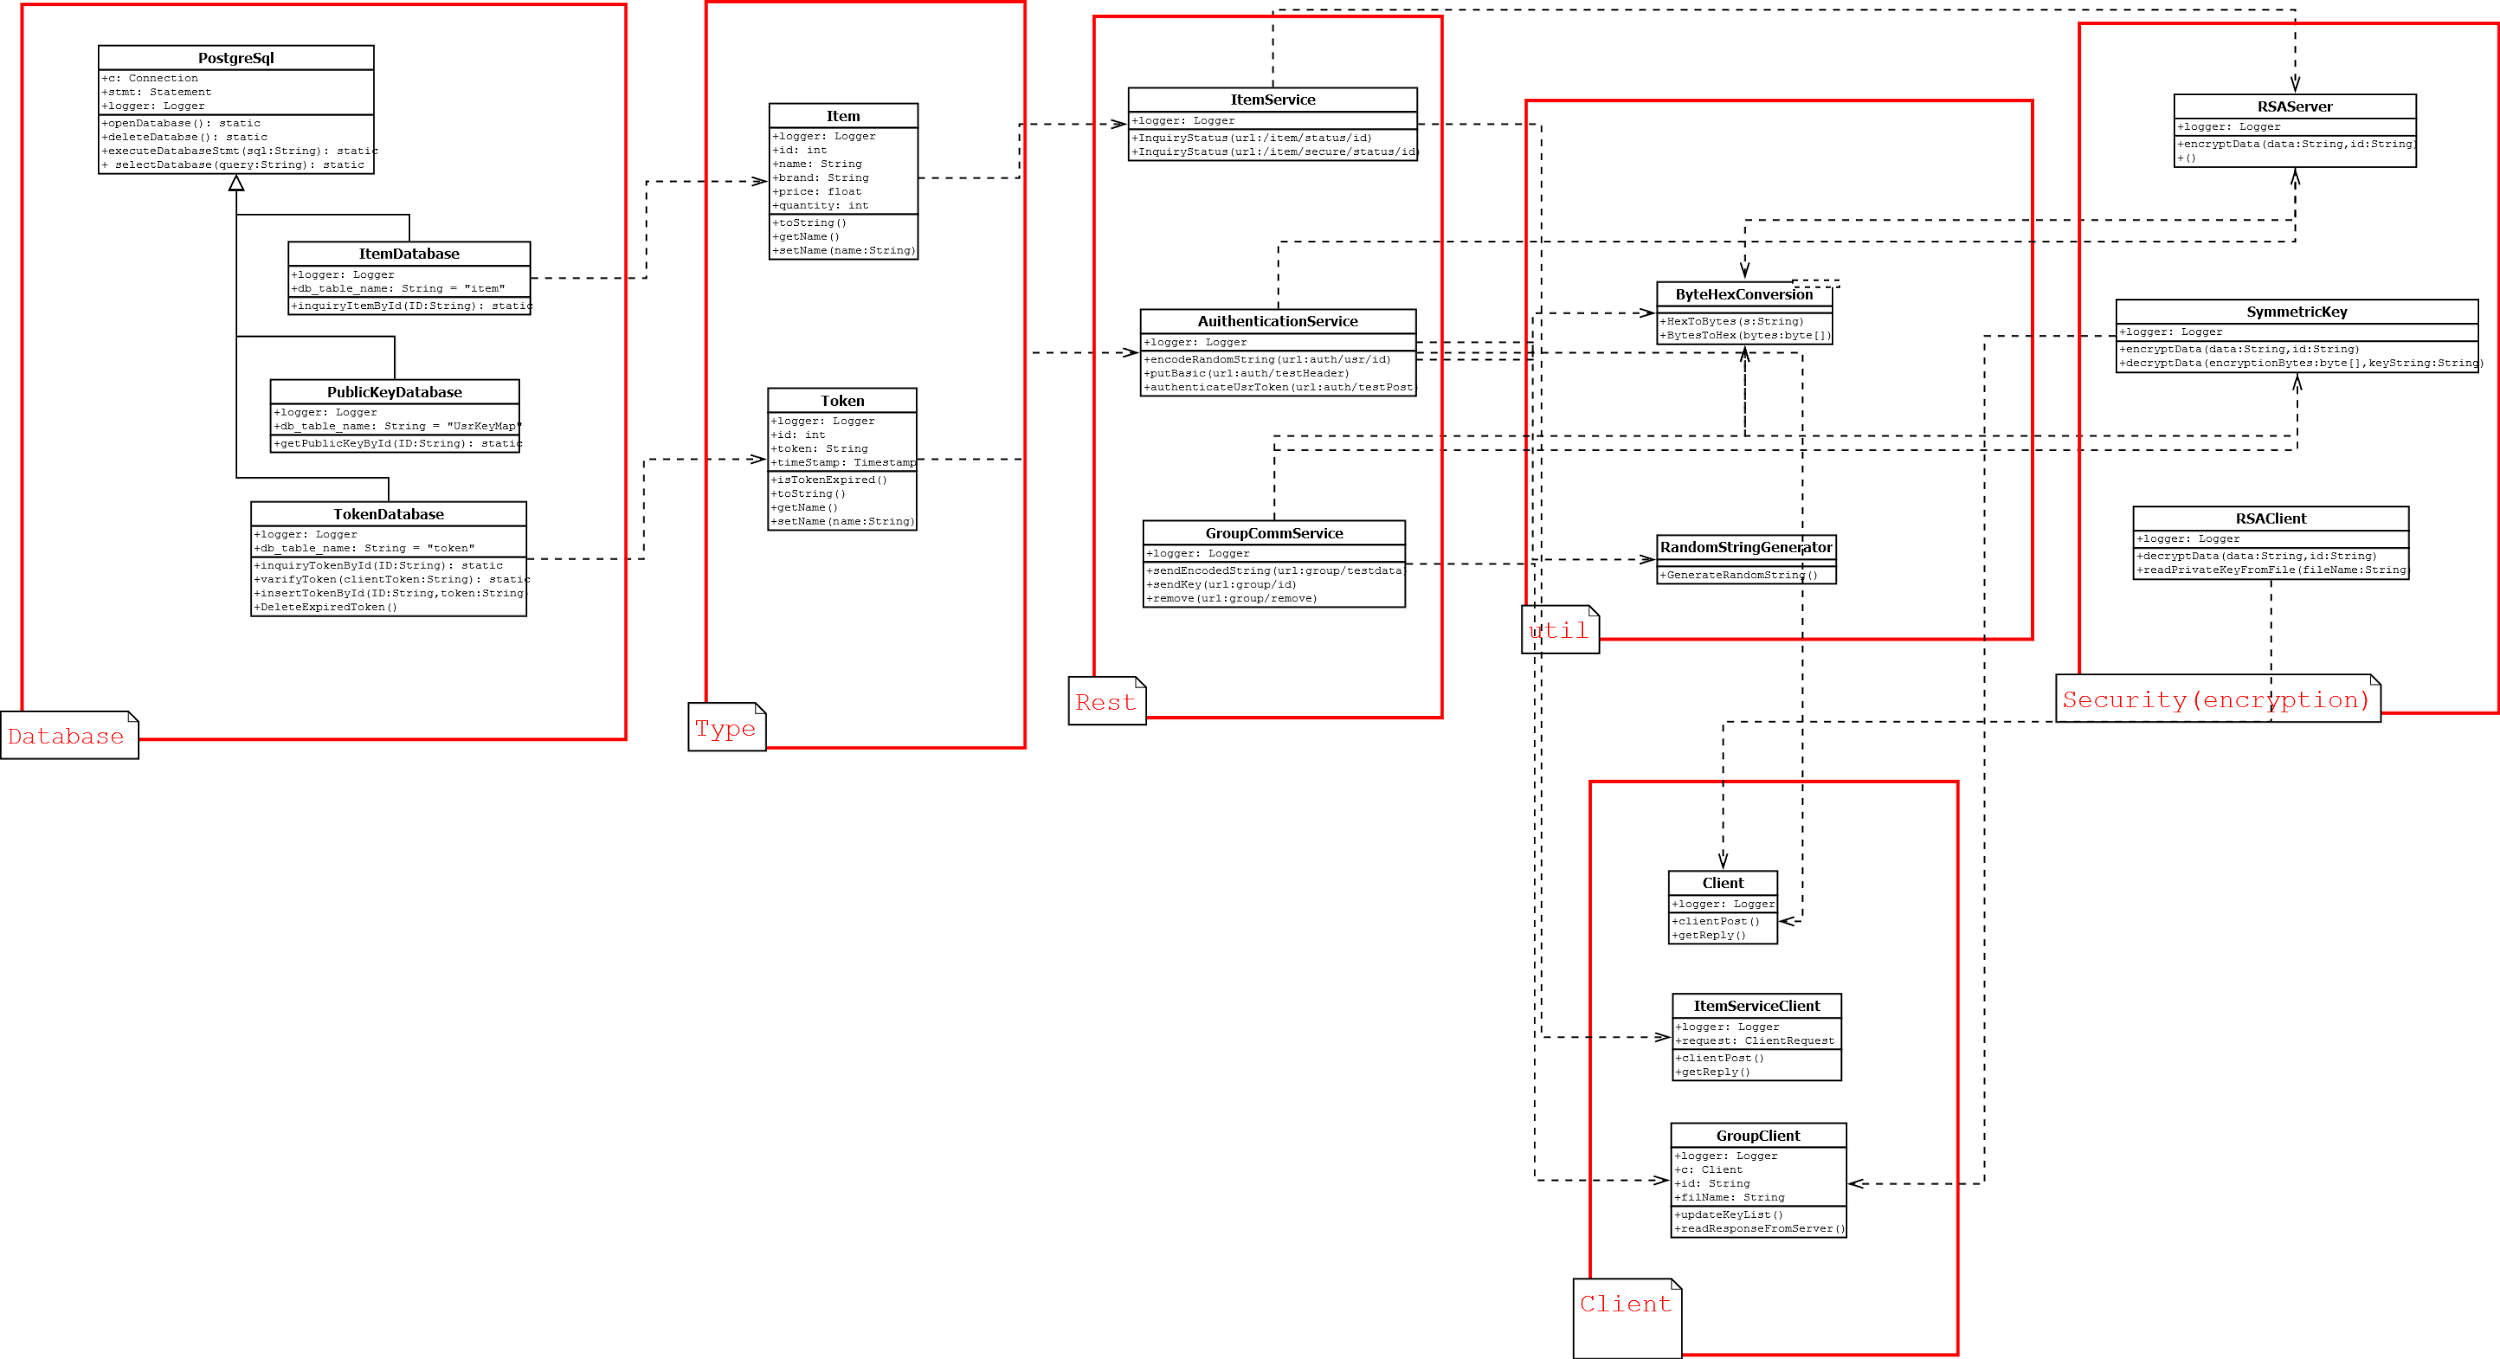 PostgreSql
+c: Connection
+stmt: Statement
+logger: Logger
+openDatabase(): static
+deleteDatabse(): static
+executeDatabaseStmt(sql:String): static
+ selectDatabase(query:String): static
ItemDatabase
+logger: Logger
+db_table_name: String = "item"
+inquiryItemById(ID:String): static
PublicKeyDatabase
+logger: Logger
+db_table_name: String = "UsrKeyMap"
+getPublicKeyById(ID:String): static
TokenDatabase
+logger: Logger
+db_table_name: String = "token"
+inquiryTokenById(ID:String): static
+varifyToken(clientToken:String): static
+insertTokenById(ID:String,token:String)
+DeleteExpiredToken()
Database
Item
+logger: Logger
+id: int
+name: String
+brand: String
+price: float
+quantity: int
+toString()
+getName()
+setName(name:String)
Token
+logger: Logger
+id: int
+token: String
+timeStamp: Timestamp
+isTokenExpired()
+toString()
+getName()
+setName(name:String)
Type
ItemService
+logger: Logger
+InquiryStatus(url:/item/status/id)
+InquiryStatus(url:/item/secure/status/id)
AuithenticationService
+logger: Logger
+encodeRandomString(url:auth/usr/id)
+putBasic(url:auth/testHeader)
+authenticateUsrToken(url:auth/testPost)
GroupCommService
+logger: Logger
+sendEncodedString(url:group/testdata)
+sendKey(url:group/id)
+remove(url:group/remove)
Rest
ByteHexConversion
+HexToBytes(s:String)
+BytesToHex(bytes:byte[])
RandomStringGenerator
+GenerateRandomString()
util
RSAServer
+logger: Logger
+encryptData(data:String,id:String)
+()
SymmetricKey
+logger: Logger
+encryptData(data:String,id:String)
+decryptData(encryptionBytes:byte[],keyString:String)
RSAClient
+logger: Logger
+decryptData(data:String,id:String)
+readPrivateKeyFromFile(fileName:String)
Security(encryption)
Client
+logger: Logger
+clientPost()
+getReply()
ItemServiceClient
+logger: Logger
+request: ClientRequest
+clientPost()
+getReply()
GroupClient
+logger: Logger
+c: Client
+id: String
+filName: String
+updateKeyList()
+readResponseFromServer()
Client